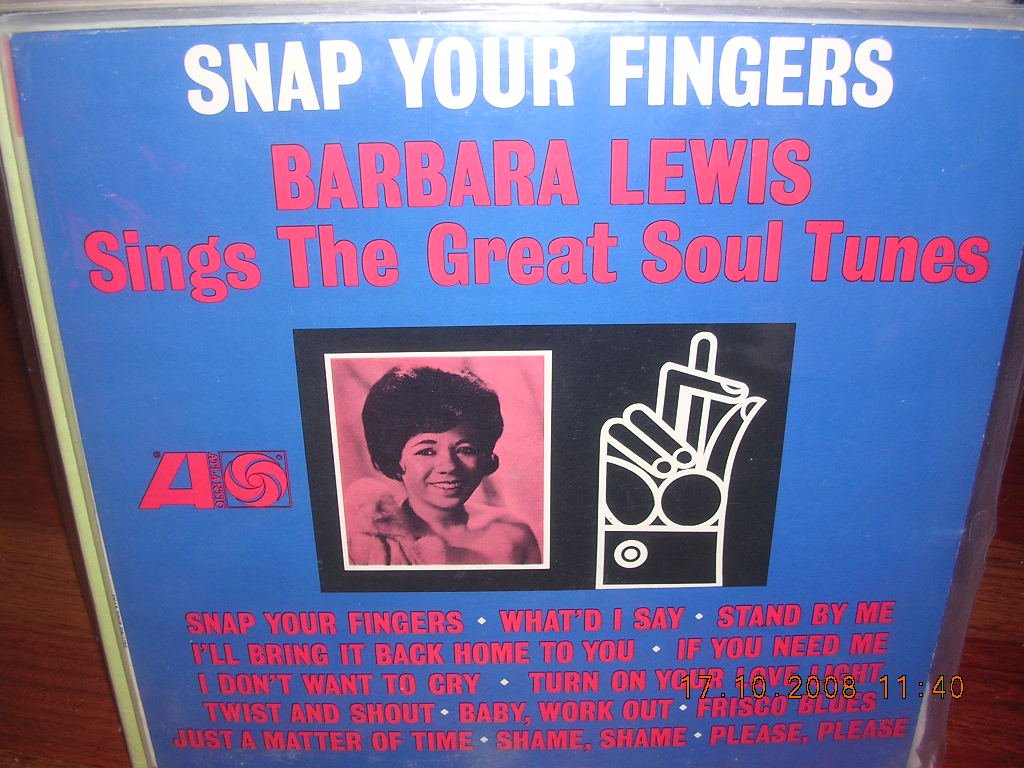 SNAP YOUR FINGERS
BARBARA LEWIS
Sings The Great Soul Tunes
ATLANTIC
SNAP YOUR FINGERS • WHAT'D I SAY • STAND BY ME
I'LL BRING IT BACK HOME TO YOU • IF YOU NEED ME
I DON'T WANT TO CRY • TURN ON YOUR LOVE LIGHT
TWIST AND SHOUT • BABY, WORK OUT • FRISCO BLUES
JUST A MATTER OF TIME • SHAME, SHAME • PLEASE, PLEASE
17.10.2008 11:40